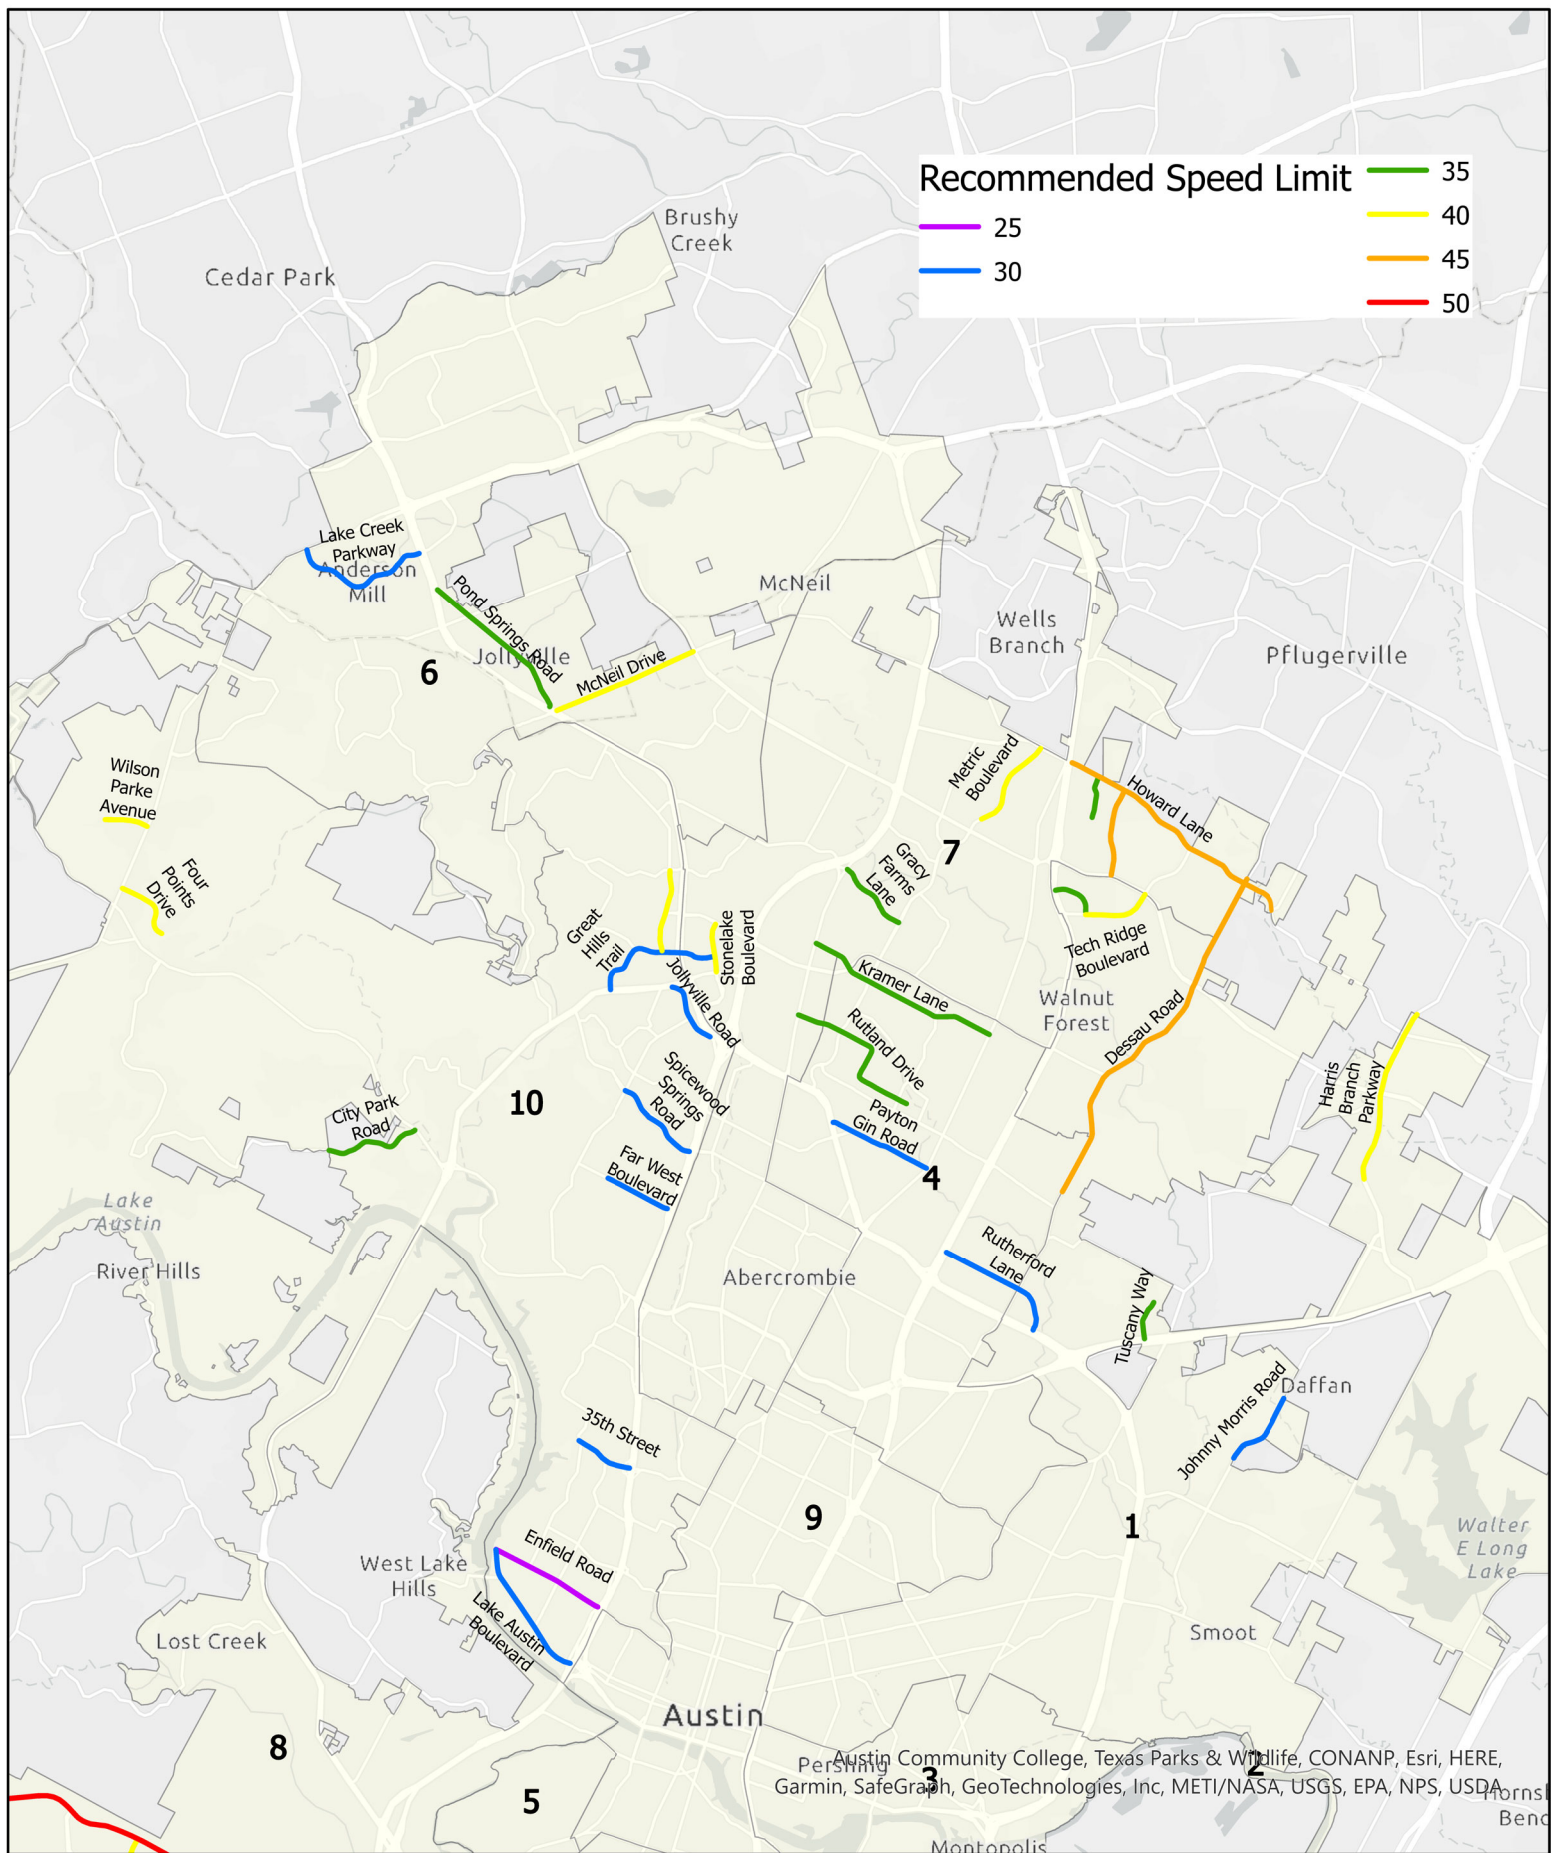 Recommended Speed Limit
25
30
35
40
45
50
Brushy
Creek
Cedar Park
Lake Creek
Parkway
Anderson
Mill
McNeil
Pond Springs Road
Wells
Branch
Jollyville
McNeil Drive
Pflugerville
6
Wilson
Parke
Avenue
Metric
Boulevard
Howard Lane
7
Four
Points
Drive
Gracy
Farms
Lane
Great
Hills
Trail
Stonelake
Boulevard
Tech Ridge
Boulevard
Jollyville Road
Kramer Lane
Walnut
Forest
Rutland Drive
Dessau Road
Spicewood
Springs
Road
Harris
Branch
Parkway
10
City Park
Road
Payton
Gin Road
Far West
Boulevard
4
Lake
Austin
River Hills
Rutherford
Lane
Abercrombie
Tuscany Way
Daffan
Johnny Morris Road
35th Street
9
1
Walter
E Long
Lake
Enfield Road
West Lake
Hills
Lake Austin
Boulevard
Lost Creek
Smoot
Austin
8
Pershing
3
2
5
Austin Community College, Texas Parks & Wildlife, CONANP, Esri, HERE,
Garmin, SafeGraph, GeoTechnologies, Inc, METI/NASA, USGS, EPA, NPS, USDA
Hornsb
Benc
Montopolis